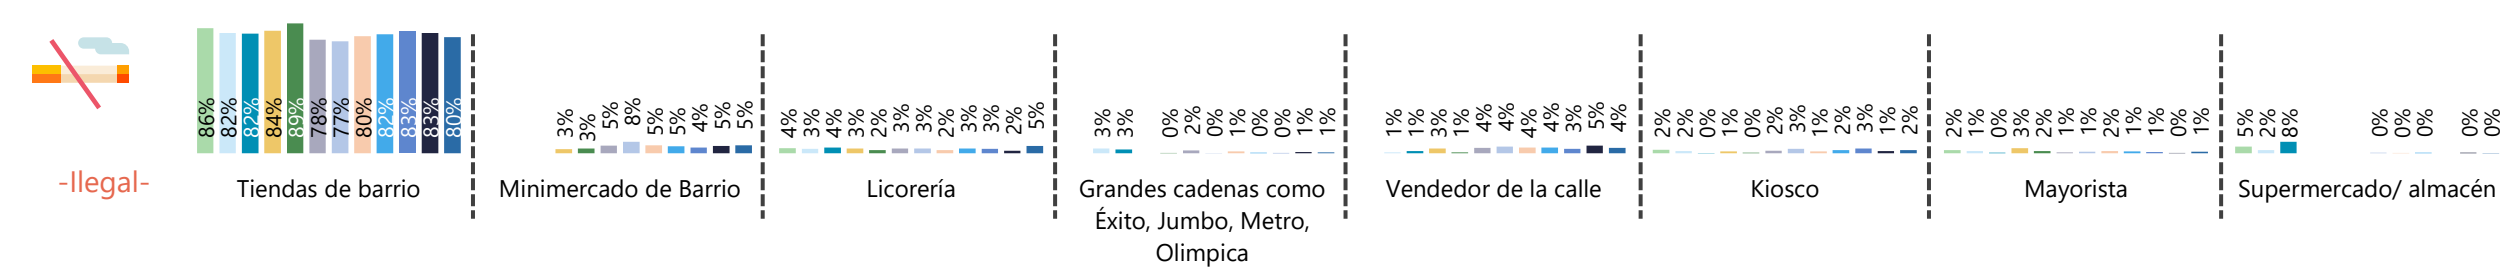 86% 82% 82% 84% 89% 78% 77% 80% 82% 83% 83% 80%
3% 3% 5% 8% 5% 5% 4% 5% 5%
4% 3% 4% 3% 2% 3% 3% 2% 3% 3% 2% 5%
3% 3% 0% 2% 0% 1% 0% 0% 1% 1%
1% 1% 3% 1% 4% 4% 4% 4% 3% 5% 4%
2% 2% 0% 1% 0% 2% 3% 1% 2% 3% 1% 2%
2% 1% 0% 3% 2% 1% 1% 2% 1% 1% 0% 1%
5% 2% 8% 0% 0% 0% 0% 0%
-Ilegal-
Tiendas de barrio
Minimercado de Barrio
Licorería
Grandes cadenas como
Éxito, Jumbo, Metro,
Olimpica
Vendedor de la calle
Kiosco
Mayorista
Supermercado/ almacén